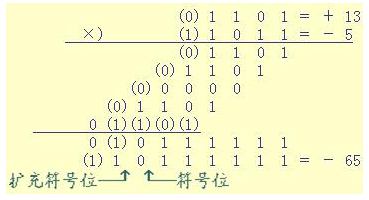 (0) 1 1 0 1 = + 13
×) (1) 1 0 1 1 = - 5
(0) 1 1 0 1
(0) 1 1 0 1
(0) 0 0 0 0
(0) 1 1 0 1
0 (1) (1) (0) (1)
0 (1) 0 1 1 1 1 1 1
(1) 1 0 1 1 1 1 1 1 = - 65
扩充符号位 符号位